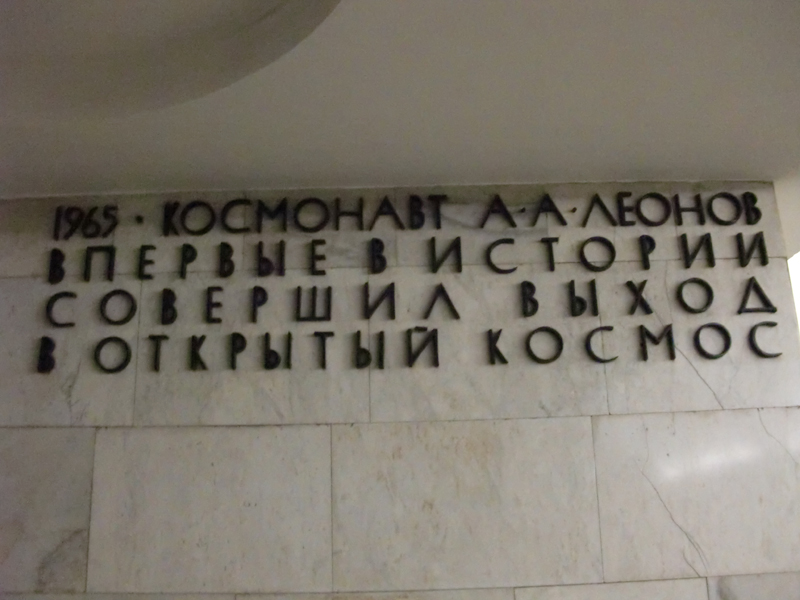 1965 · КОСМОНАВТ А·А·ЛЕОНОВ
ВПЕРВЫЕ В ИСТОРИИ
СОВЕРШИЛ ВЫХОД
В ОТКРЫТЫЙ КОСМОС